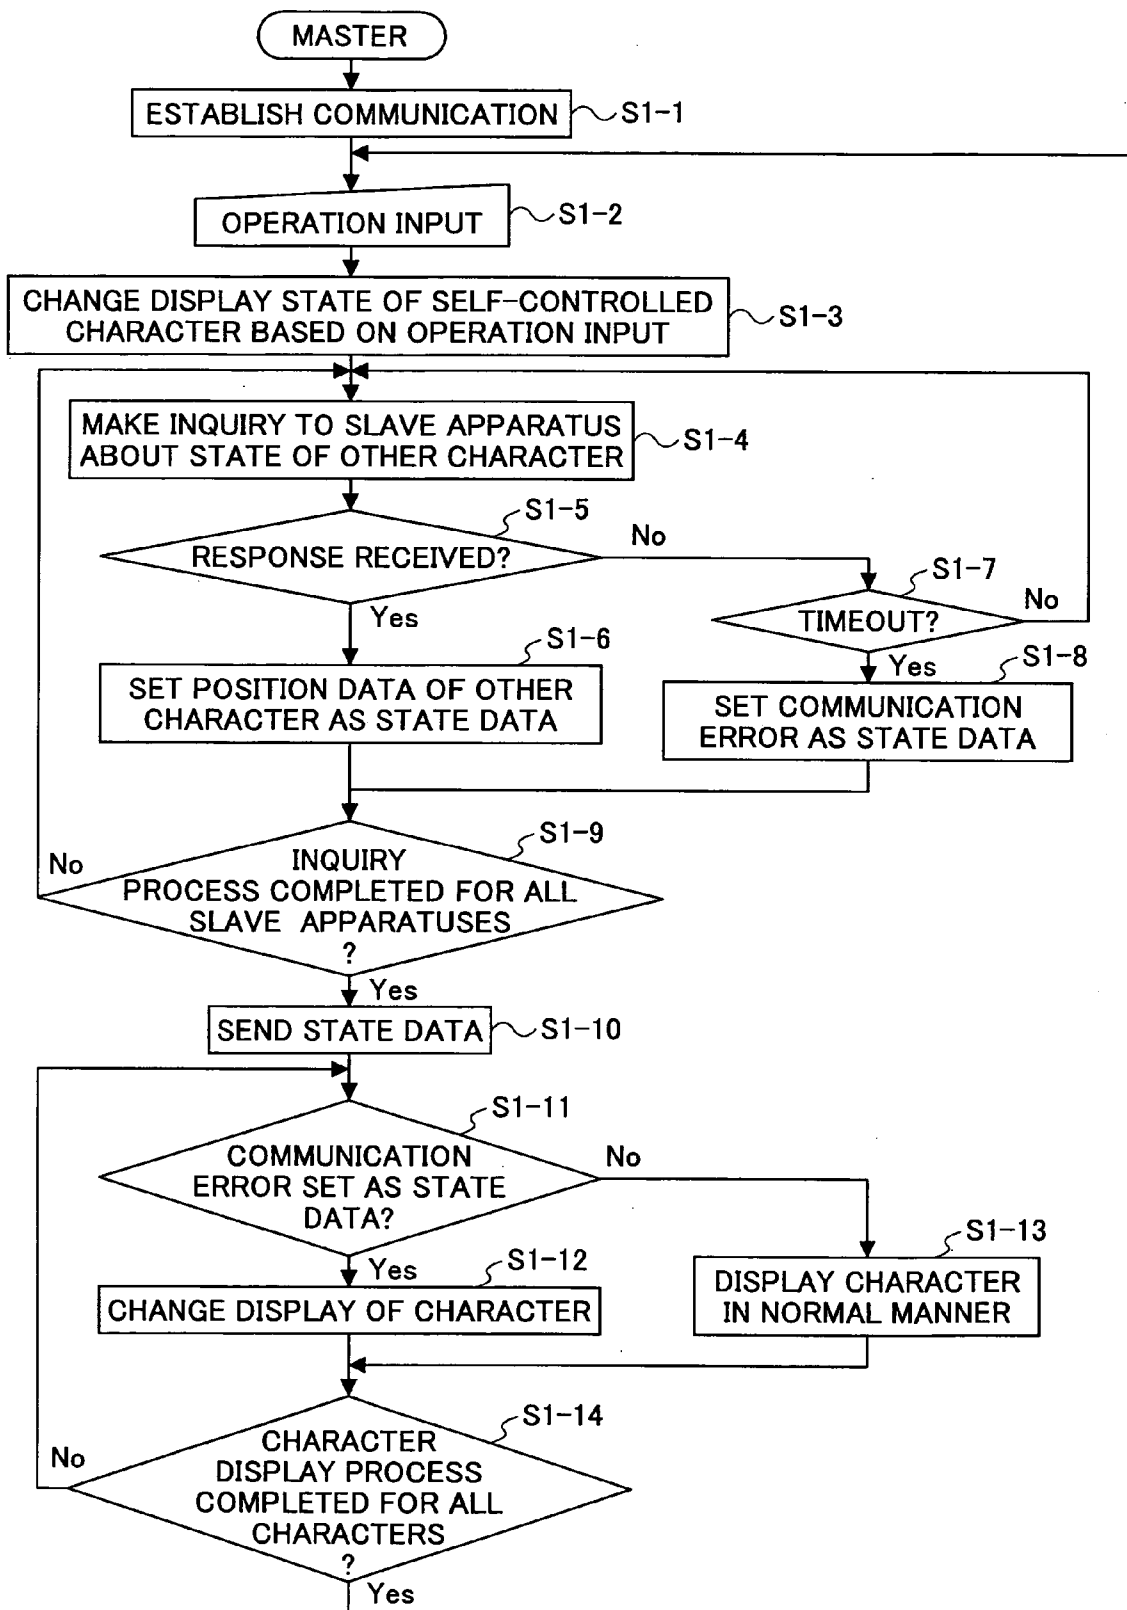 MASTER
ESTABLISH COMMUNICATION
S1-1
OPERATION INPUT
S1-2
CHANGE DISPLAY STATE OF SELF-CONTROLLED
CHARACTER BASED ON OPERATION INPUT
S1-3
MAKE INQUIRY TO SLAVE APPARATUS
ABOUT STATE OF OTHER CHARACTER
S1-4
S1-5
RESPONSE RECEIVED?
No
Yes
S1-7
TIMEOUT?
No
Yes
S1-6
SET POSITION DATA OF OTHER
CHARACTER AS STATE DATA
S1-8
SET COMMUNICATION
ERROR AS STATE DATA
S1-9
No
INQUIRY
PROCESS COMPLETED FOR ALL
SLAVE APPARATUSES
?
Yes
SEND STATE DATA
S1-10
S1-11
COMMUNICATION
ERROR SET AS STATE
DATA?
No
Yes
S1-12
CHANGE DISPLAY OF CHARACTER
S1-13
DISPLAY CHARACTER
IN NORMAL MANNER
S1-14
No
CHARACTER
DISPLAY PROCESS
COMPLETED FOR ALL
CHARACTERS
?
Yes